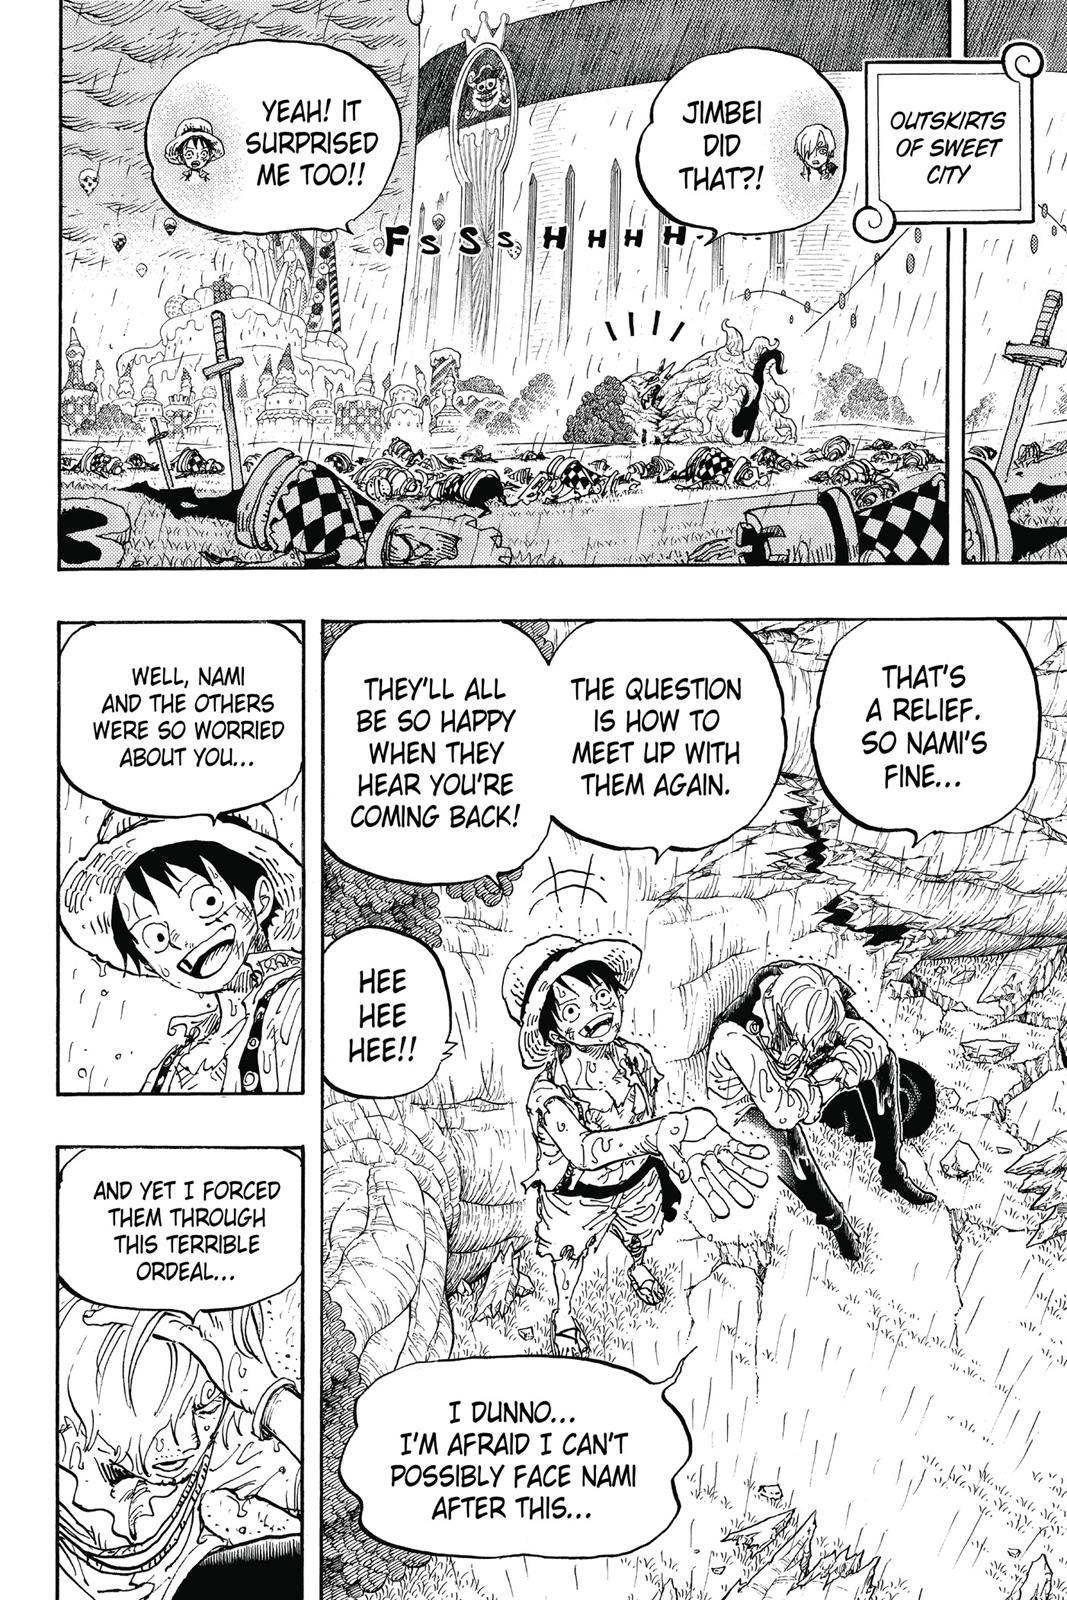 OUTSKIRTS
OF SWEET
CITY
JIMBEI
DID
THAT?!
YEAH! IT
SURPRISED
ME TOO!!
FSSSHHHH
THAT'S
A RELIEF.
SO NAMI'S
FINE...
THE QUESTION
IS HOW TO
MEET UP WITH
THEM AGAIN.
THEY'LL ALL
BE SO HAPPY
WHEN THEY
HEAR YOU'RE
COMING BACK!
HEE
HEE
HEE!!
I DUNNO...
I'M AFRAID I CAN'T
POSSIBLY FACE NAMI
AFTER THIS...
WELL, NAMI
AND THE OTHERS
WERE SO WORRIED
ABOUT YOU...
AND YET I FORCED
THEM THROUGH
THIS TERRIBLE
ORDEAL...